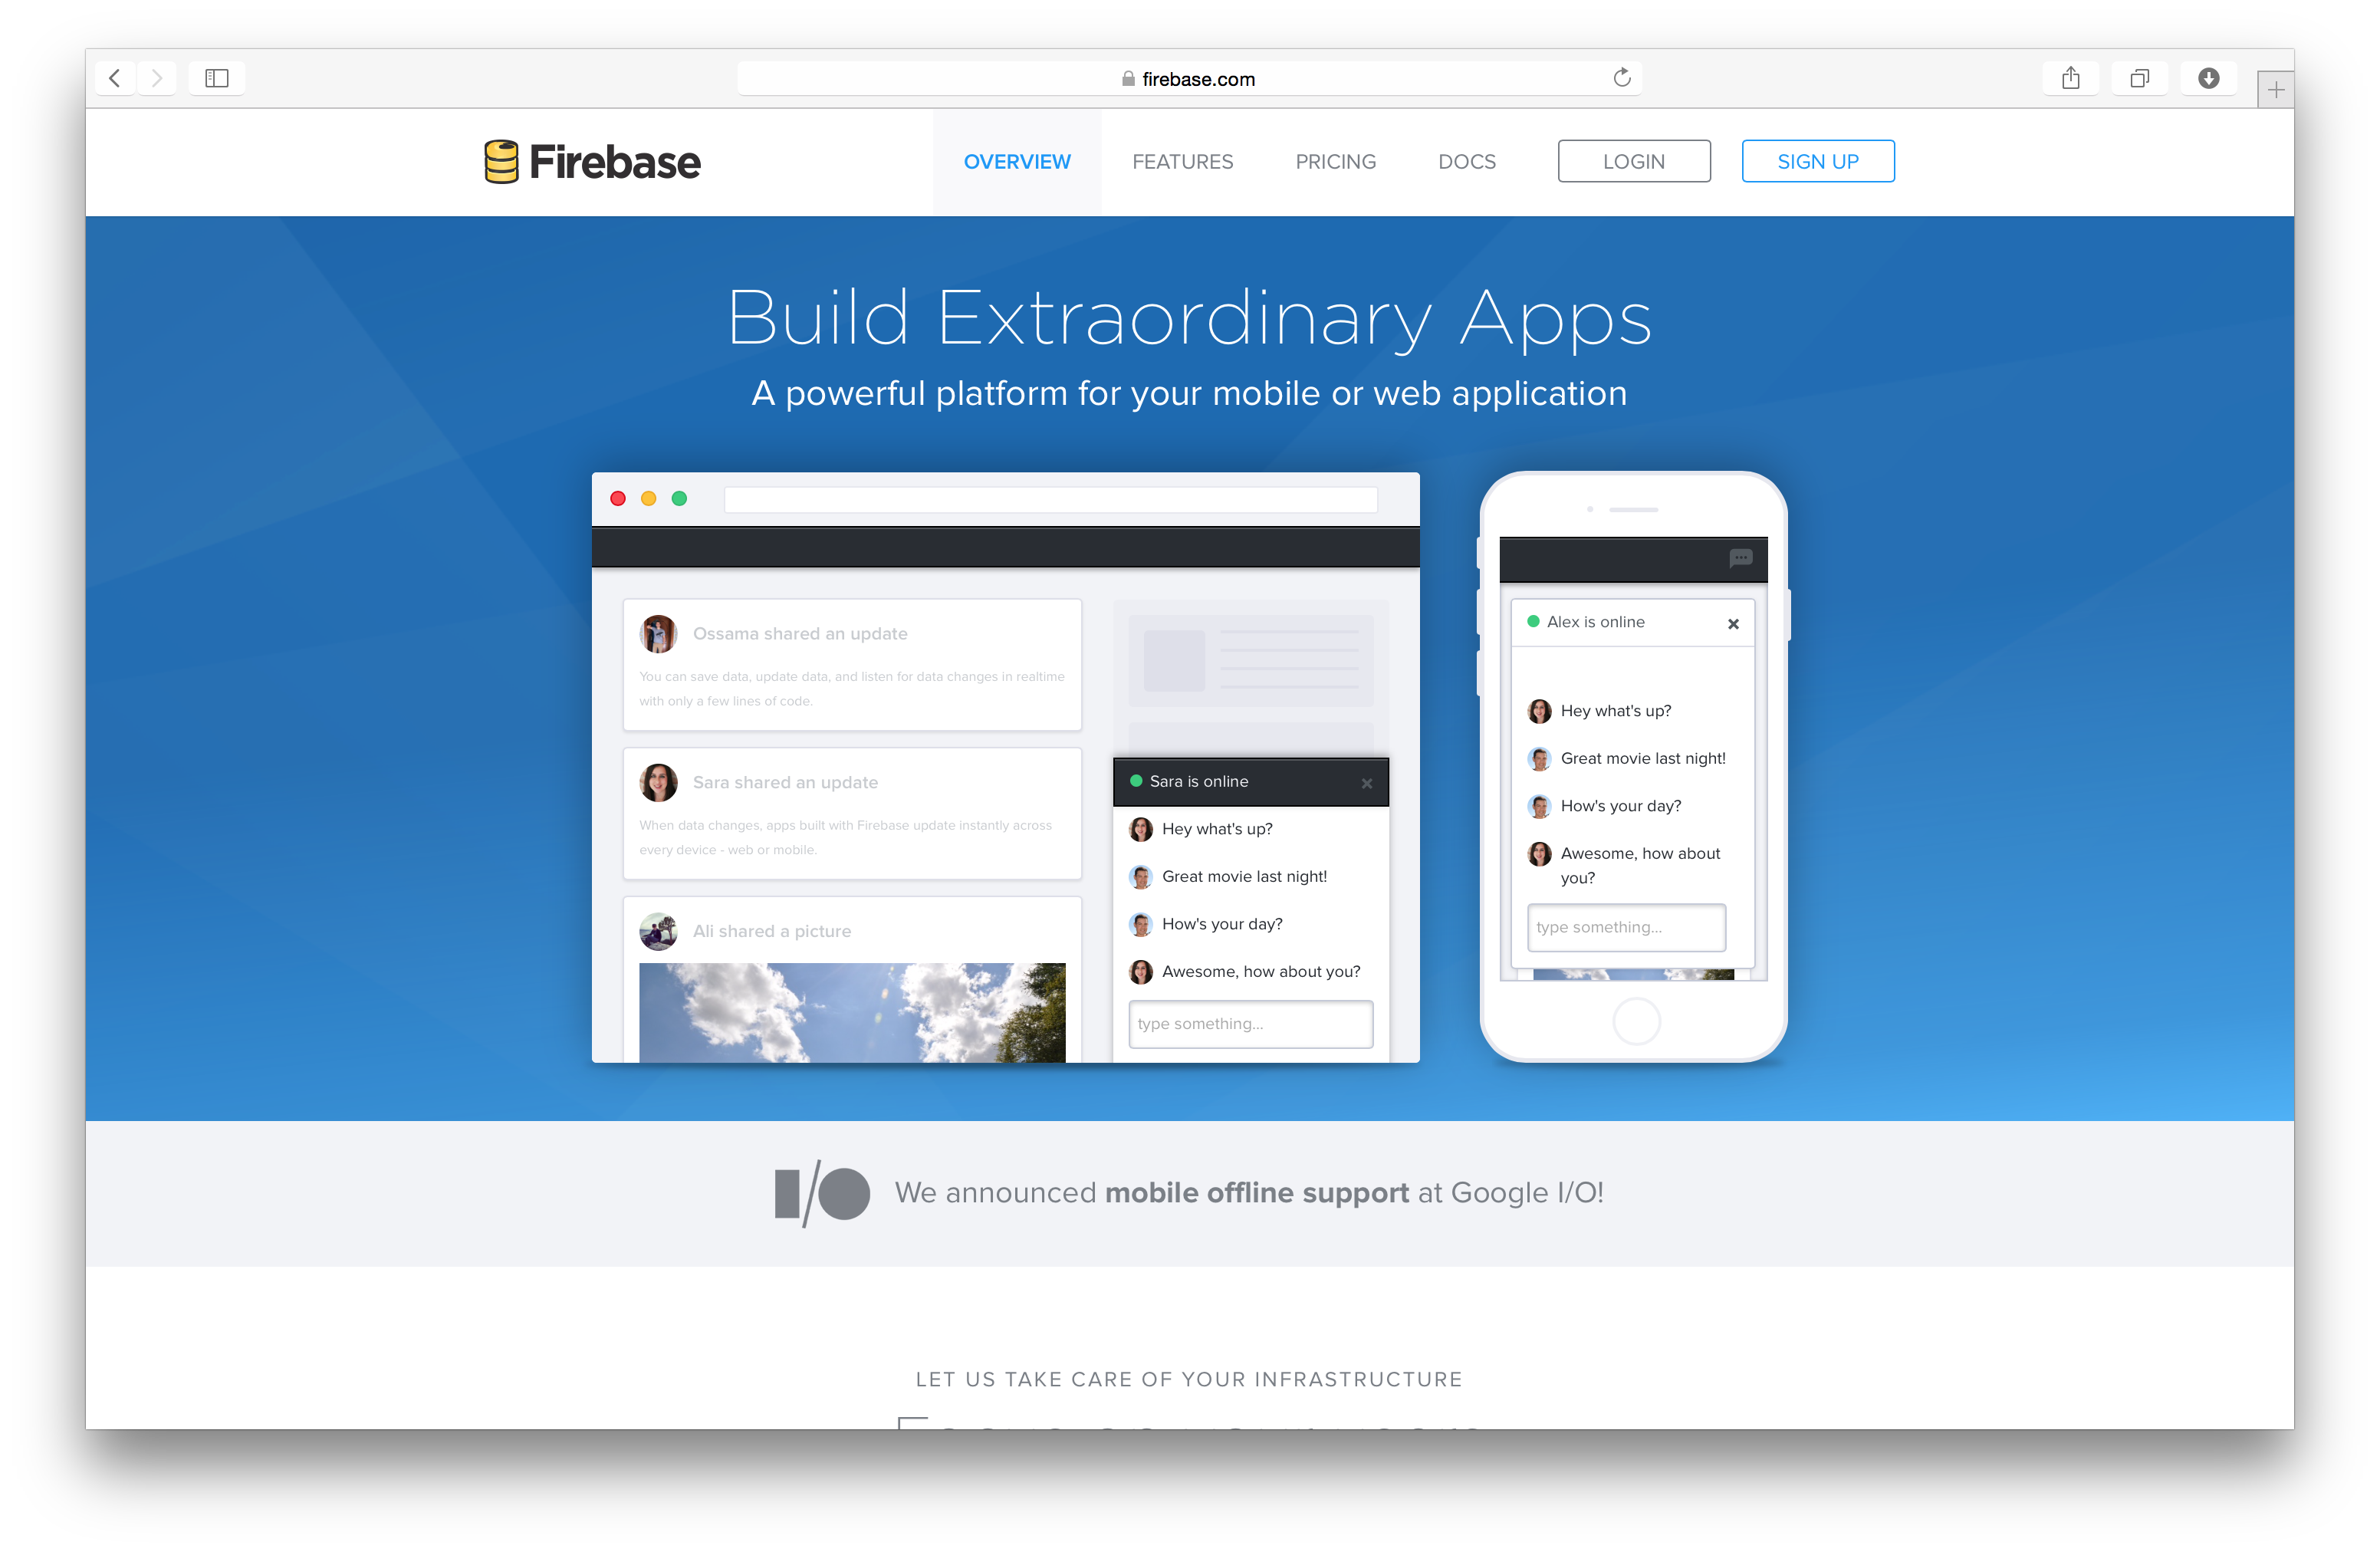 firebase.com
Firebase
OVERVIEW
FEATURES
PRICING
DOCS
LOGIN
SIGN UP
Build Extraordinary Apps
A powerful platform for your mobile or web application
Ossama shared an update
You can save data, update data, and listen for data changes in realtime
with only a few lines of code.
Sara shared an update
When data changes, apps built with Firebase update instantly across
every device - web or mobile.
Ali shared a picture
Sara is online
Hey what's up?
Great movie last night!
How's your day?
Awesome, how about you?
type something...
Alex is online
Hey what's up?
Great movie last night!
How's your day?
Awesome, how about
you?
type something...
I/O
We announced mobile offline support at Google I/O!
LET US TAKE CARE OF YOUR INFRASTRUCTURE